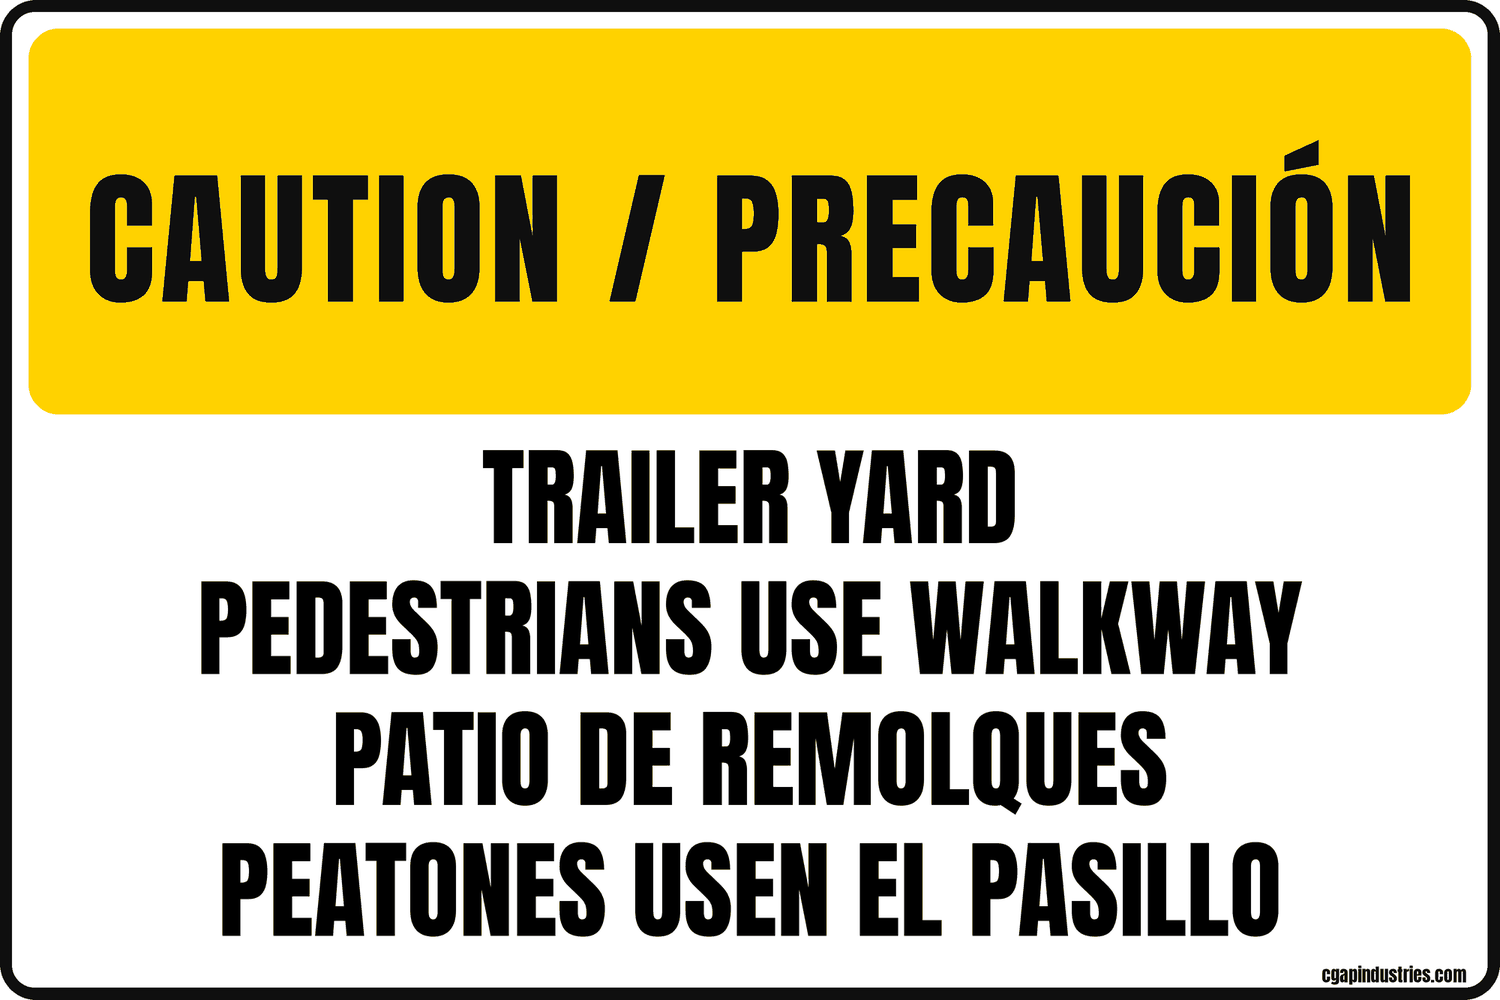 CAUTION / PRECAUCIÓN
TRAILER YARD
PEDESTRIANS USE WALKWAY
PATIO DE REMOLQUES
PEATONES USEN EL PASILLO
cgapindustries.com